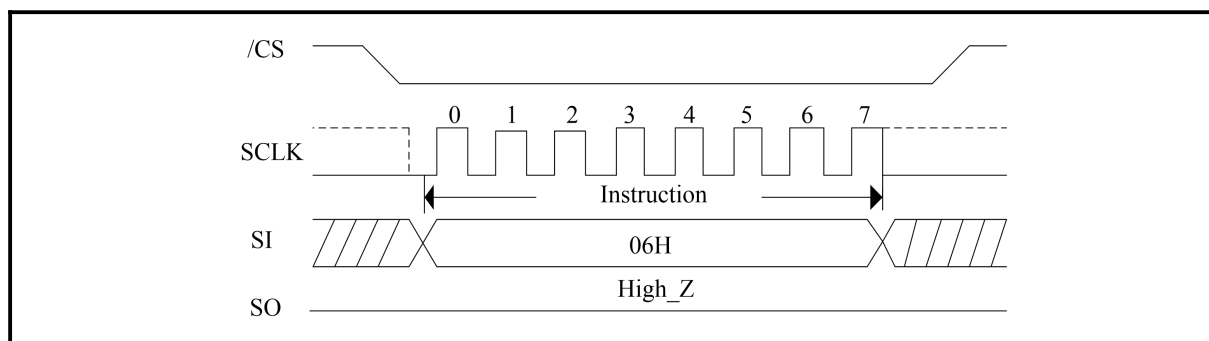 /CS
0 1 2 3 4 5 6 7
SCLK
Instruction
SI
06H
High_Z
SO